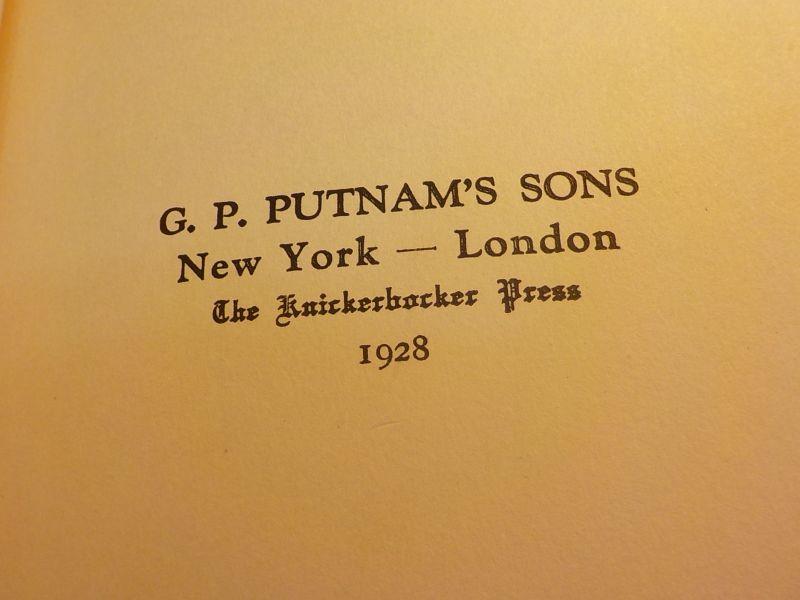 G. P. PUTNAM'S SONS
New York — London
The Knickerbocker Press
1928